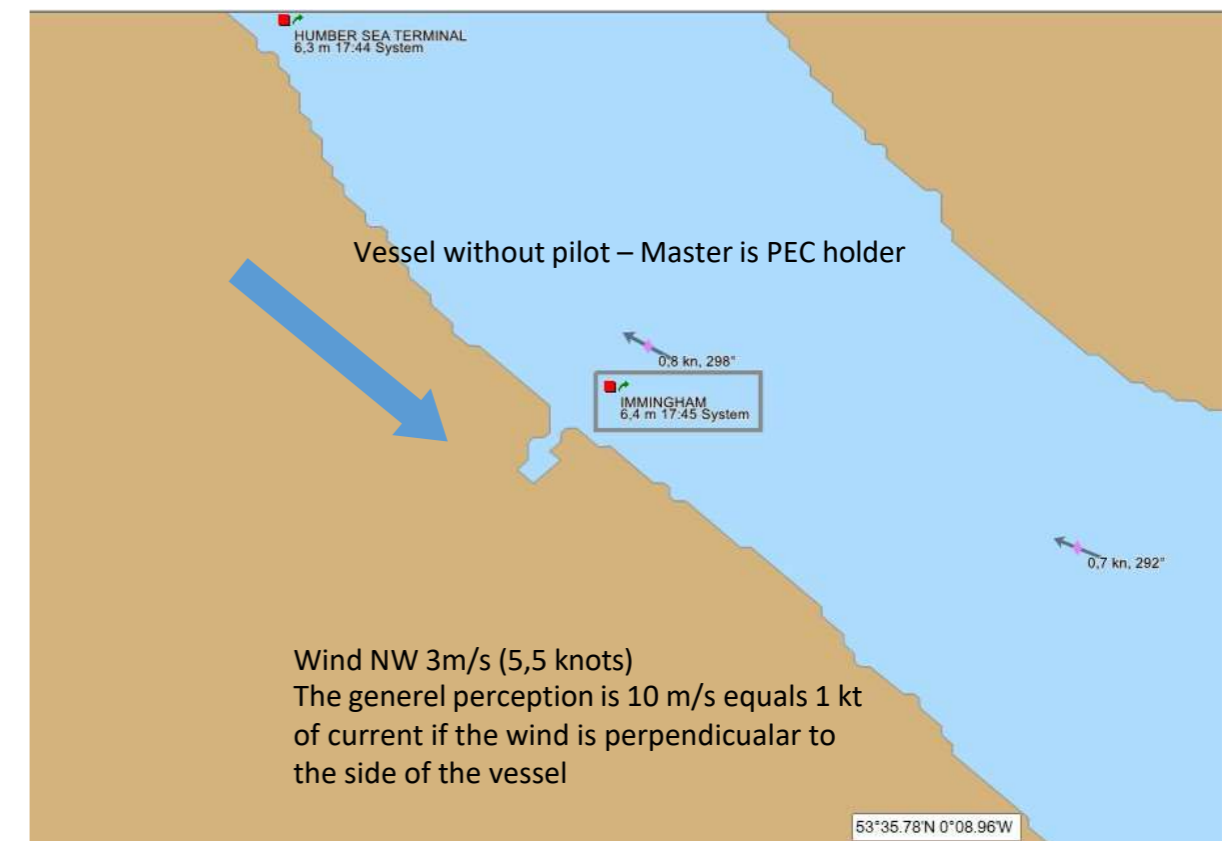 HUMBER SEA TERMINAL
6,3 m 17:44 System
Vessel without pilot – Master is PEC holder
0,8 kn, 298°
IMMINGHAM
6,4 m 17:45 System
0,7 kn, 292°
Wind NW 3m/s (5,5 knots)
The generel perception is 10 m/s equals 1 kt
of current if the wind is perpendicualar to
the side of the vessel
53°35.78'N 0°08.96'W